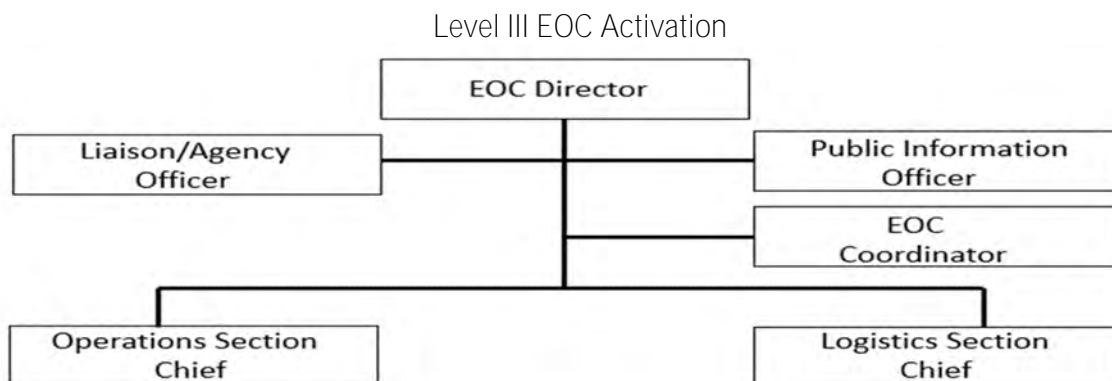 Level III EOC Activation
EOC Director
Liaison/Agency
Officer
Public Information
Officer
EOC
Coordinator
Operations Section
Chief
Logistics Section
Chief